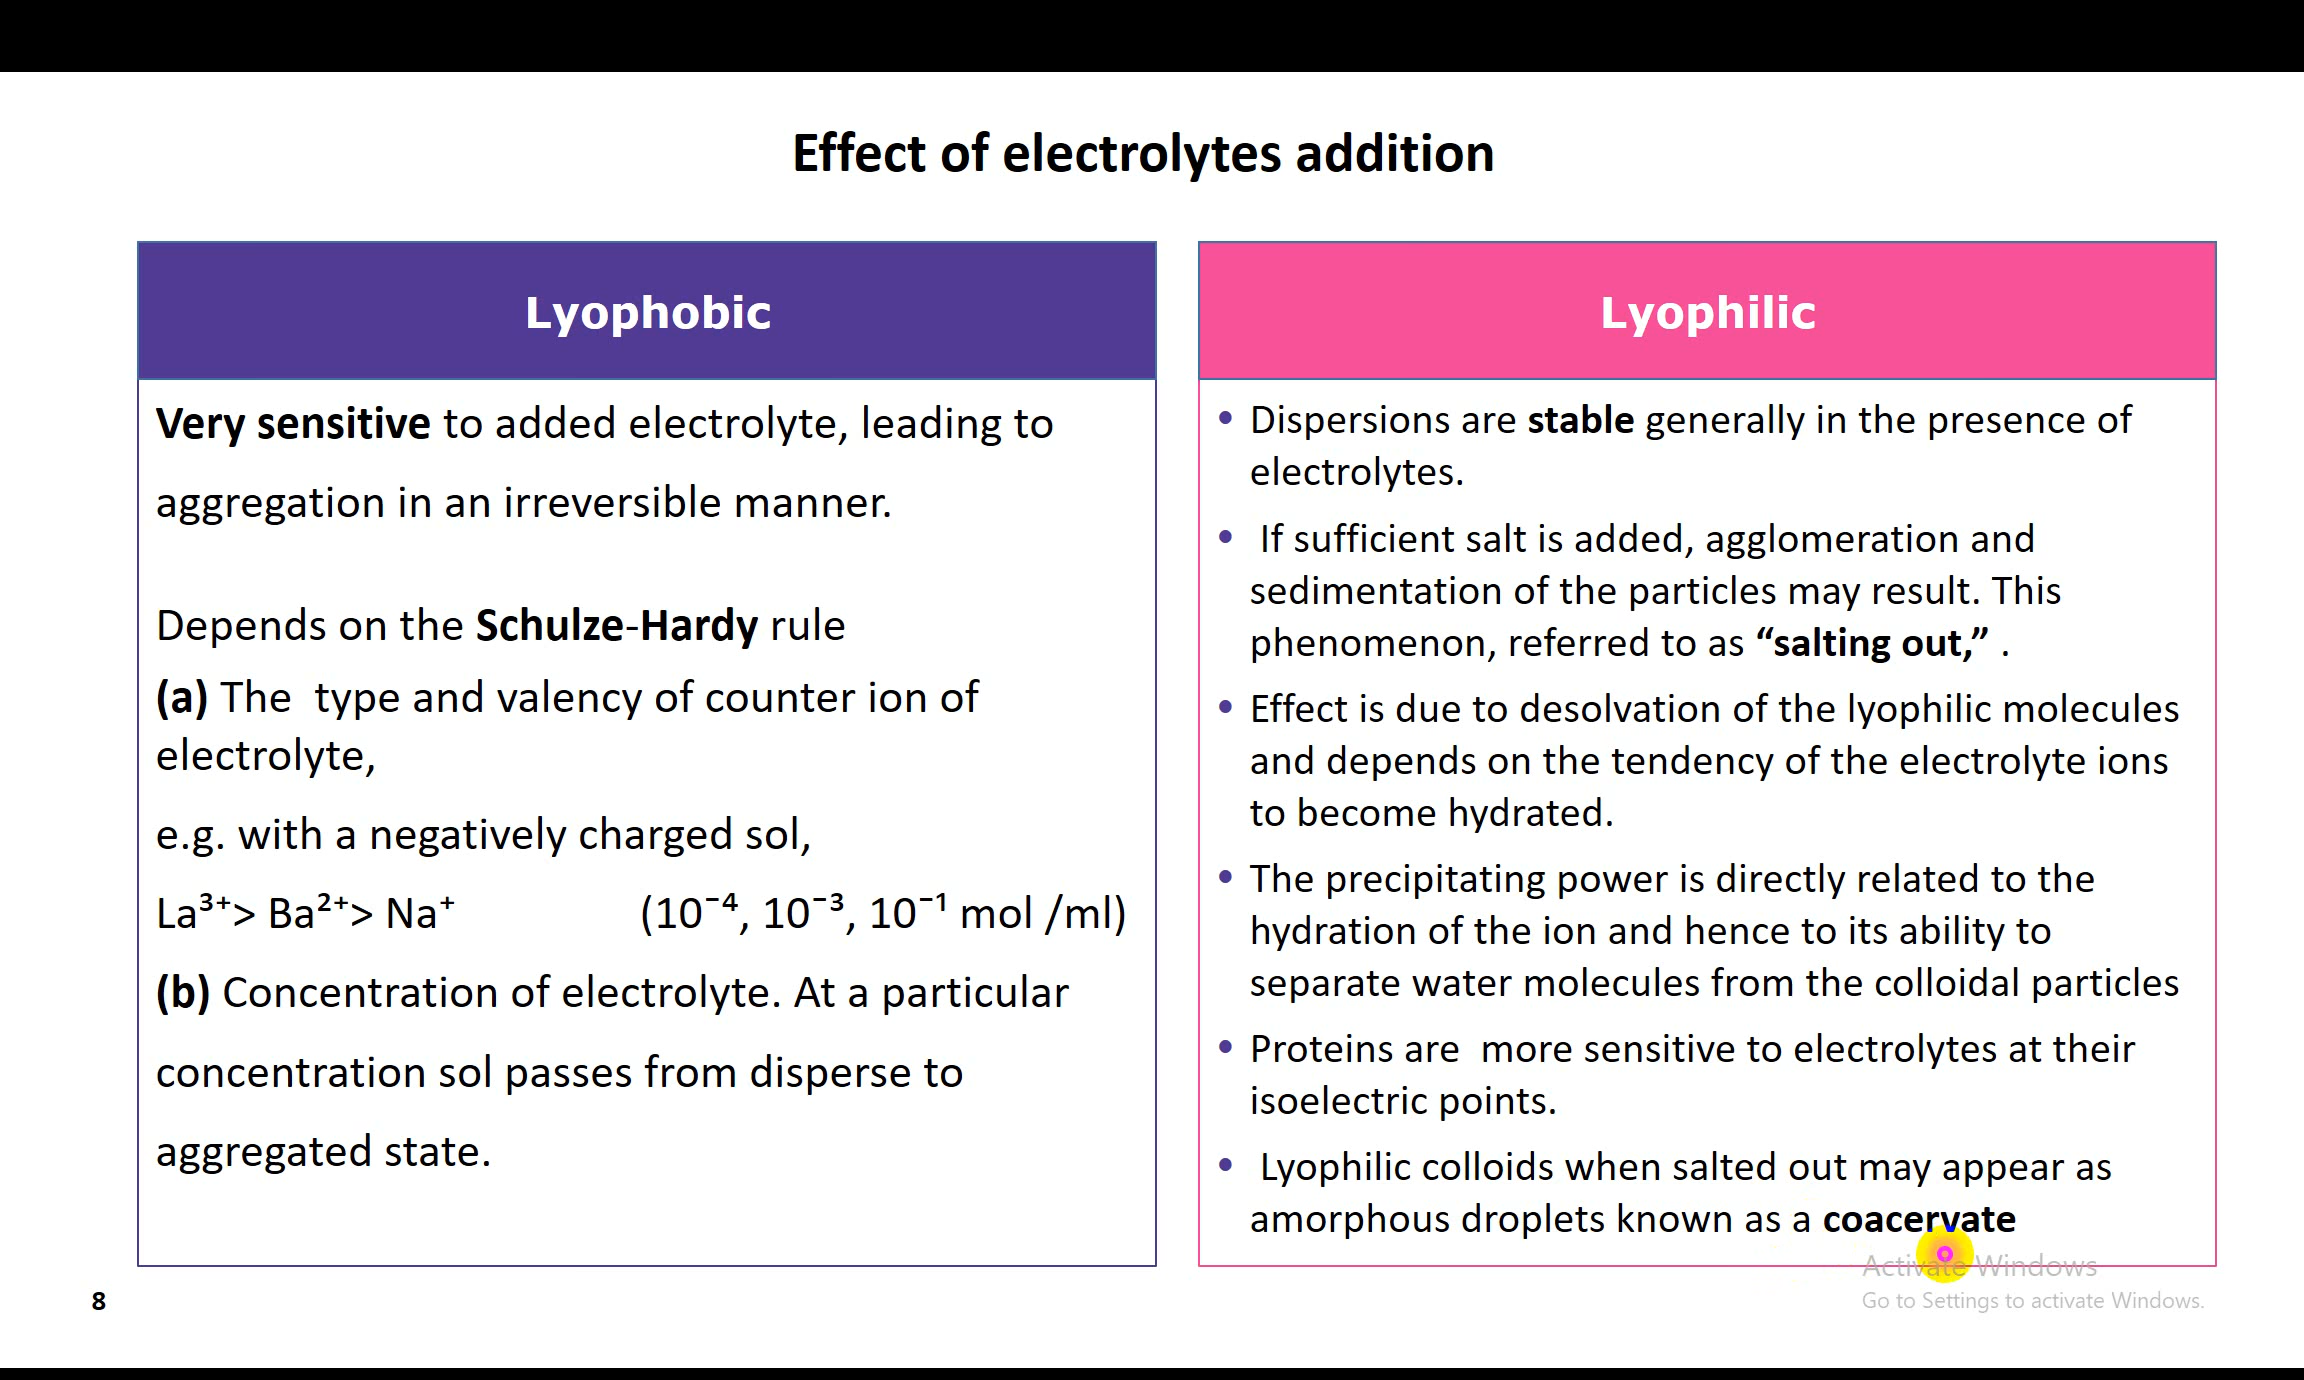 Effect of electrolytes addition
Lyophobic
Very sensitive to added electrolyte, leading to
aggregation in an irreversible manner.
Depends on the Schulze-Hardy rule
(a) The  type and valency of counter ion of
electrolyte,
e.g. with a negatively charged sol,
La³⁺> Ba²⁺> Na⁺ (10⁻⁴, 10⁻³, 10⁻¹ mol /ml)
(b) Concentration of electrolyte. At a particular
concentration sol passes from disperse to
aggregated state.
Lyophilic
• Dispersions are stable generally in the presence of
electrolytes.
• If sufficient salt is added, agglomeration and
sedimentation of the particles may result. This
phenomenon, referred to as “salting out,” .
• Effect is due to desolvation of the lyophilic molecules
and depends on the tendency of the electrolyte ions
to become hydrated.
• The precipitating power is directly related to the
hydration of the ion and hence to its ability to
separate water molecules from the colloidal particles
• Proteins are  more sensitive to electrolytes at their
isoelectric points.
• Lyophilic colloids when salted out may appear as
amorphous droplets known as a coacervate
Activate Windows
Go to Settings to activate Windows.
8